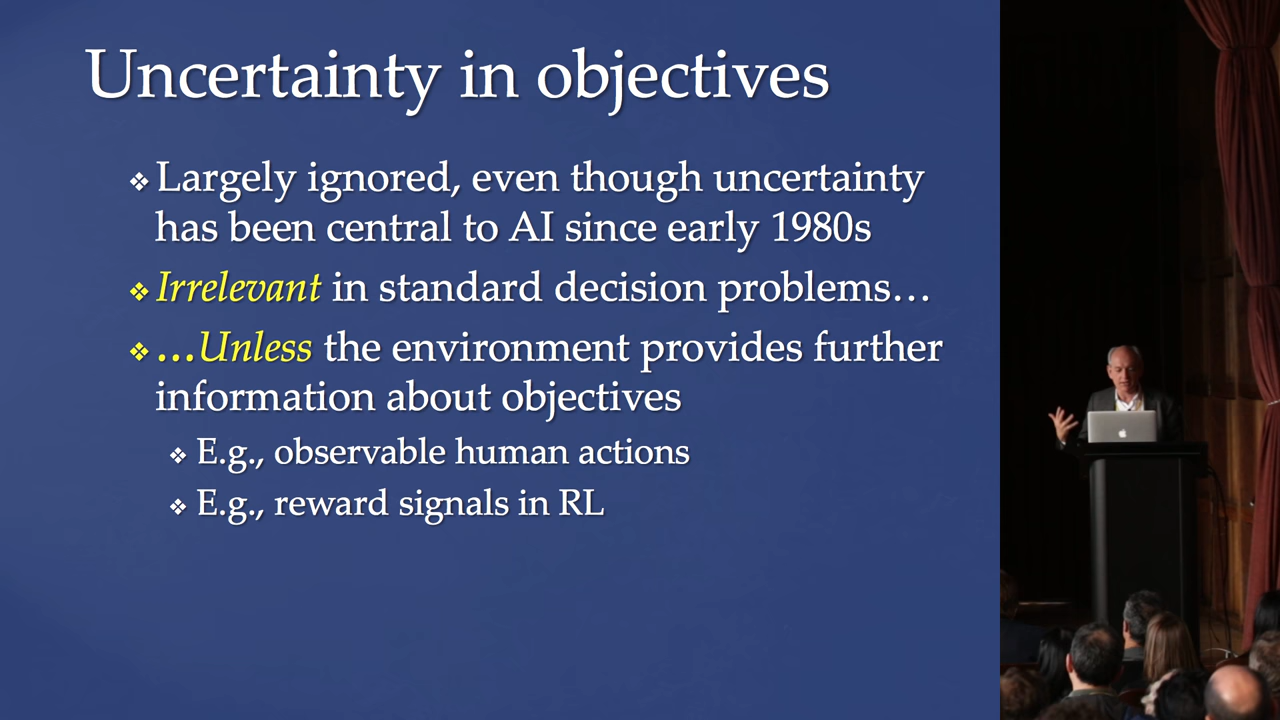 Uncertainty in objectives
❖ Largely ignored, even though uncertainty
has been central to AI since early 1980s
❖ Irrelevant in standard decision problems…
❖ …Unless the environment provides further
information about objectives
❖ E.g., observable human actions
❖ E.g., reward signals in RL